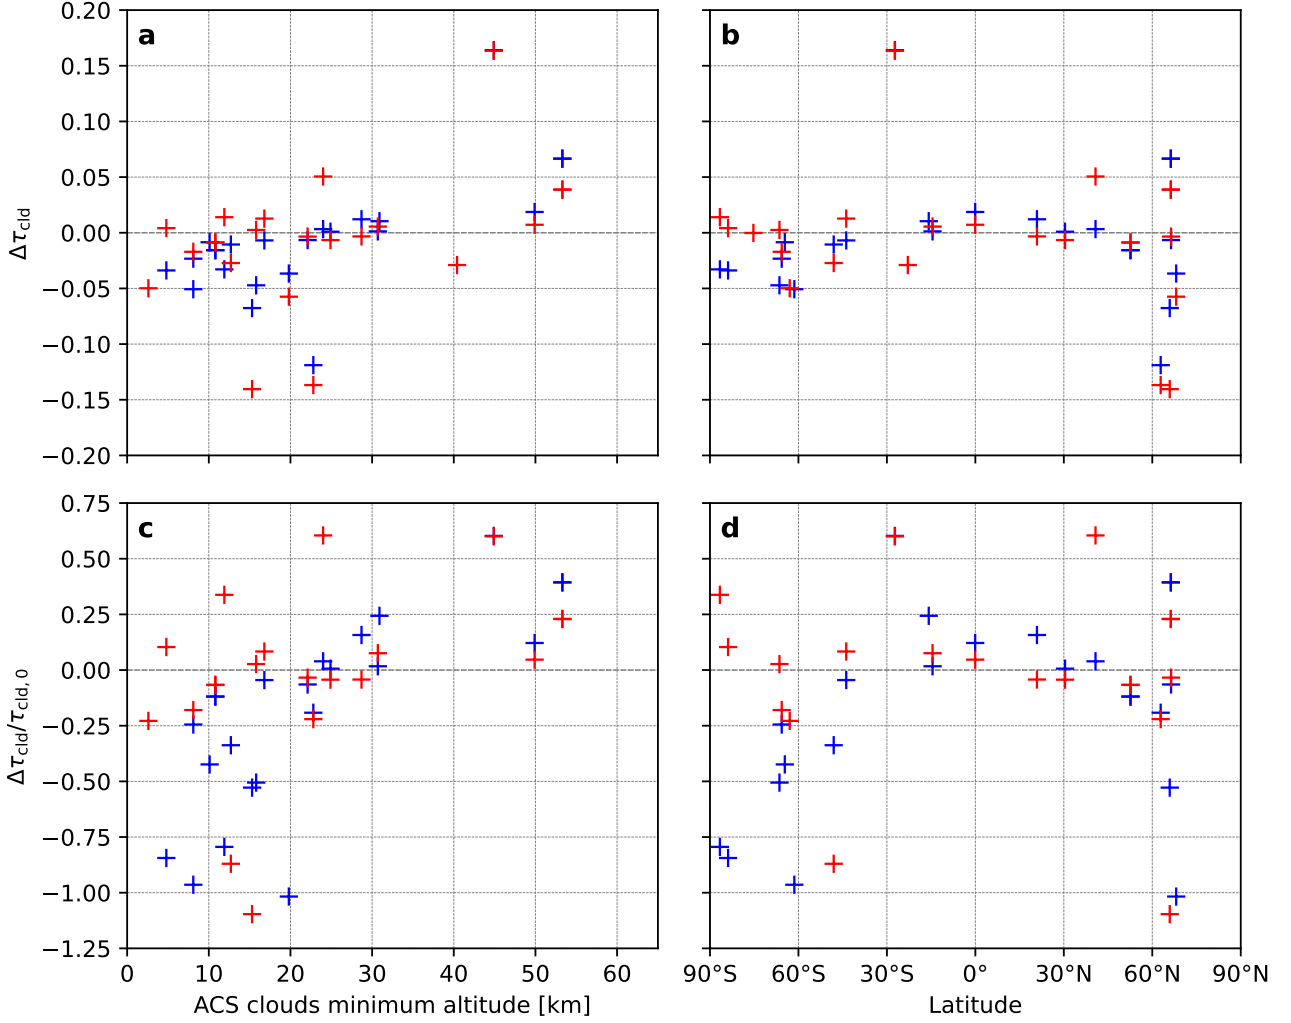 a
b
0.20
0.15
0.10
0.05
0.00
−0.05
−0.10
−0.15
−0.20
Δτcld
c
d
0.75
0.50
0.25
0.00
−0.25
−0.50
−0.75
−1.00
−1.25
Δτcld/τcld, 0
0 10 20 30 40 50 60
90°S 60°S 30°S 0° 30°N 60°N 90°N
ACS clouds minimum altitude [km]
Latitude